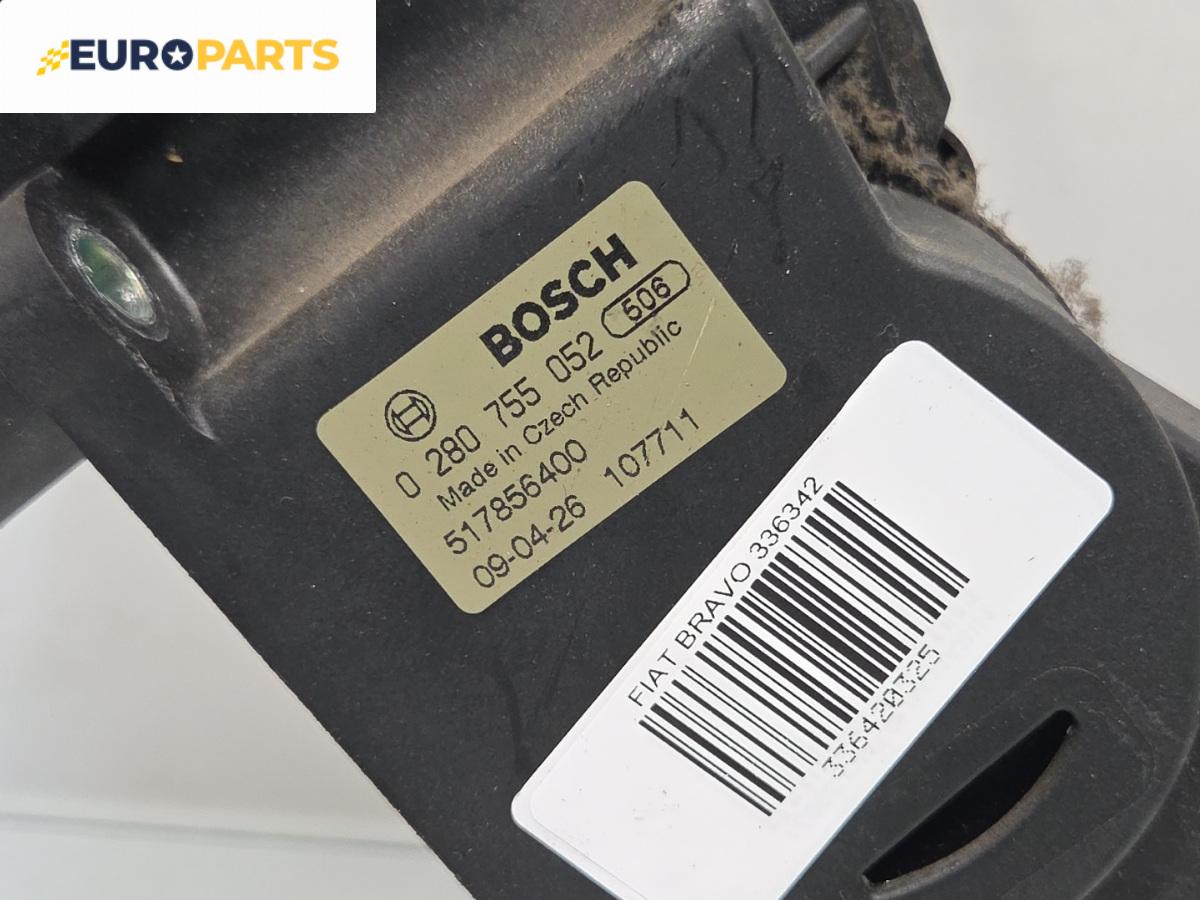 EUROPARTS
BOSCH
0 280 755 052 506
Made in Czech Republic
517856400
09-04-26 107711
FIAT BRAVO 336342
336420325